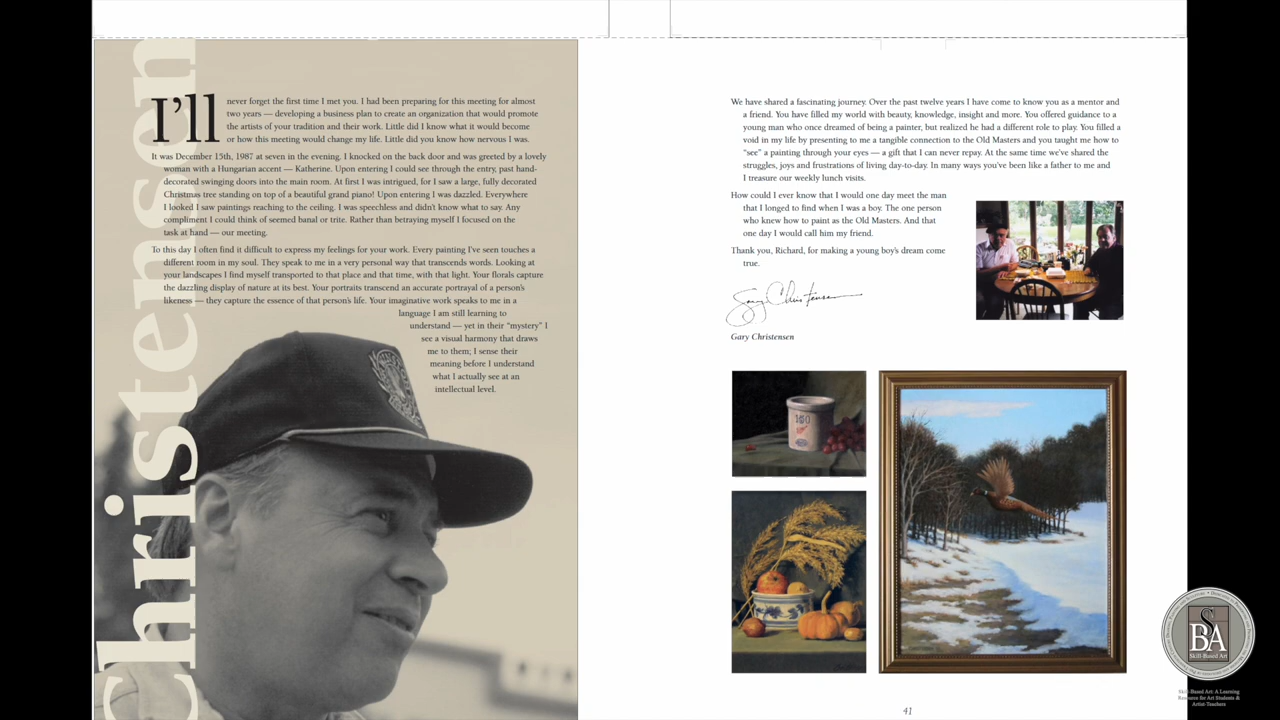 Christensen
I'll never forget the first time I met you. I had been preparing for this meeting for almost
two years — developing a business plan to create an organization that would promote
the artists of your tradition and their work. Little did I know what it would become
or how this meeting would change my life. Little did you know how nervous I was.
It was December 15th, 1987 at seven in the evening. I knocked on the back door and was greeted by a lovely
woman with a Hungarian accent — Katherine. Upon entering I could see through the entry, past hand-
decorated swinging doors into the main room. At first I was intrigued, for I saw a large, fully decorated
Christmas tree standing on top of a beautiful grand piano! Upon entering I was dazzled. Everywhere
I looked I saw paintings reaching to the ceiling. I was speechless and didn't know what to say. Any
compliment I could think of seemed banal or trite. Rather than betraying myself I focused on the
task at hand — our meeting.
To this day I often find it difficult to express my feelings for your work. Every painting I've seen touches a
different room in my soul. They speak to me in a very personal way that transcends words. Looking at
your landscapes I find myself transported to that place and that time, with that light. Your florals capture
the dazzling display of nature at its best. Your portraits transcend an accurate portrayal of a person's
likeness — they capture the essence of that person's life. Your imaginative work speaks to me in a
language I am still learning to
understand — yet in their "mystery" I
see a visual harmony that draws
me to them; I sense their
meaning before I understand
what I actually see at an
intellectual level.
We have shared a fascinating journey. Over the past twelve years I have come to know you as a mentor and
a friend. You have filled my world with beauty, knowledge, insight and more. You offered guidance to a
young man who once dreamed of being a painter, but realized he had a different role to play. You filled a
void in my life by presenting to me a tangible connection to the Old Masters and you taught me how to
"see" a painting through your eyes — a gift that I can never repay. At the same time we've shared the
struggles, joys and frustrations of living day-to-day. In many ways you've been like a father to me and
I treasure our weekly lunch visits.
How could I ever know that I would one day meet the man
that I longed to find when I was a boy. The one person
who knew how to paint as the Old Masters. And that
one day I would call him my friend.
Thank you, Richard, for making a young boy's dream come
true.
Gary Christensen
Gary Christensen
41
SBA
Skill-Based Art
Skill-Based Art: A Learning
Resource for Art Students &
Artist-Teachers